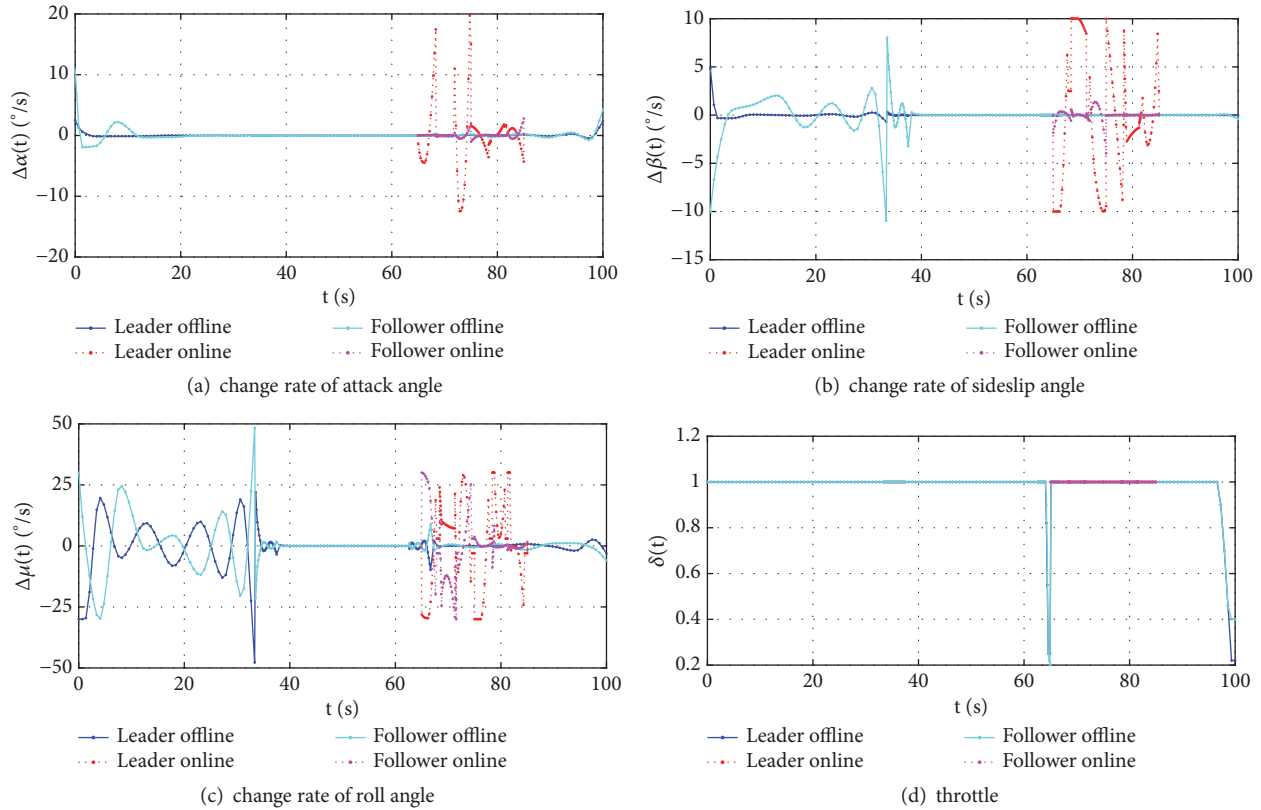 20
10
0
−10
−20
Δα(t) (°/s)
0 20 40 60 80 100
t (s)
Leader offline
Leader online
Follower offline
Follower online
(a) change rate of attack angle
10
5
0
−5
−10
−15
Δβ(t) (°/s)
0 20 40 60 80 100
t (s)
Leader offline
Leader online
Follower offline
Follower online
(b) change rate of sideslip angle
50
25
0
−25
−50
Δμ(t) (°/s)
0 20 40 60 80 100
t (s)
Leader offline
Leader online
Follower offline
Follower online
(c) change rate of roll angle
1.2
1
0.8
0.6
0.4
0.2
δ(t)
0 20 40 60 80 100
t (s)
Leader offline
Leader online
Follower offline
Follower online
(d) throttle